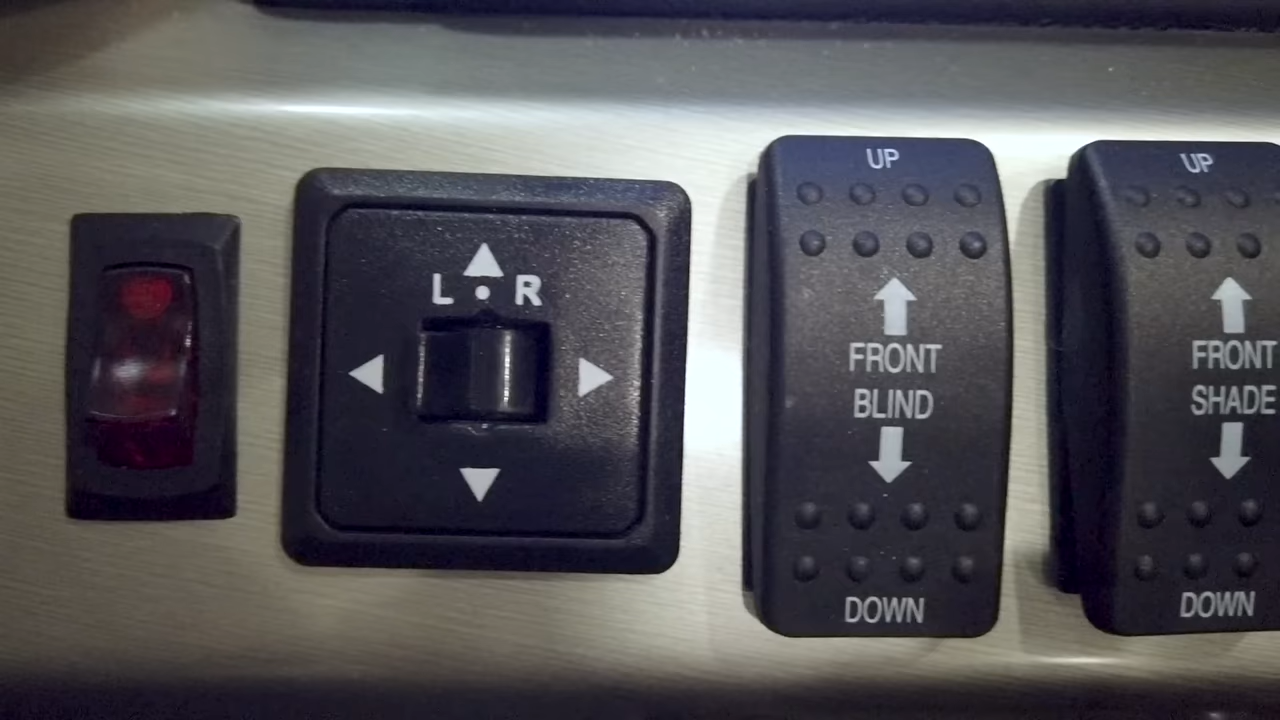 L R
UP
FRONT
BLIND
DOWN
UP
FRONT
SHADE
DOWN